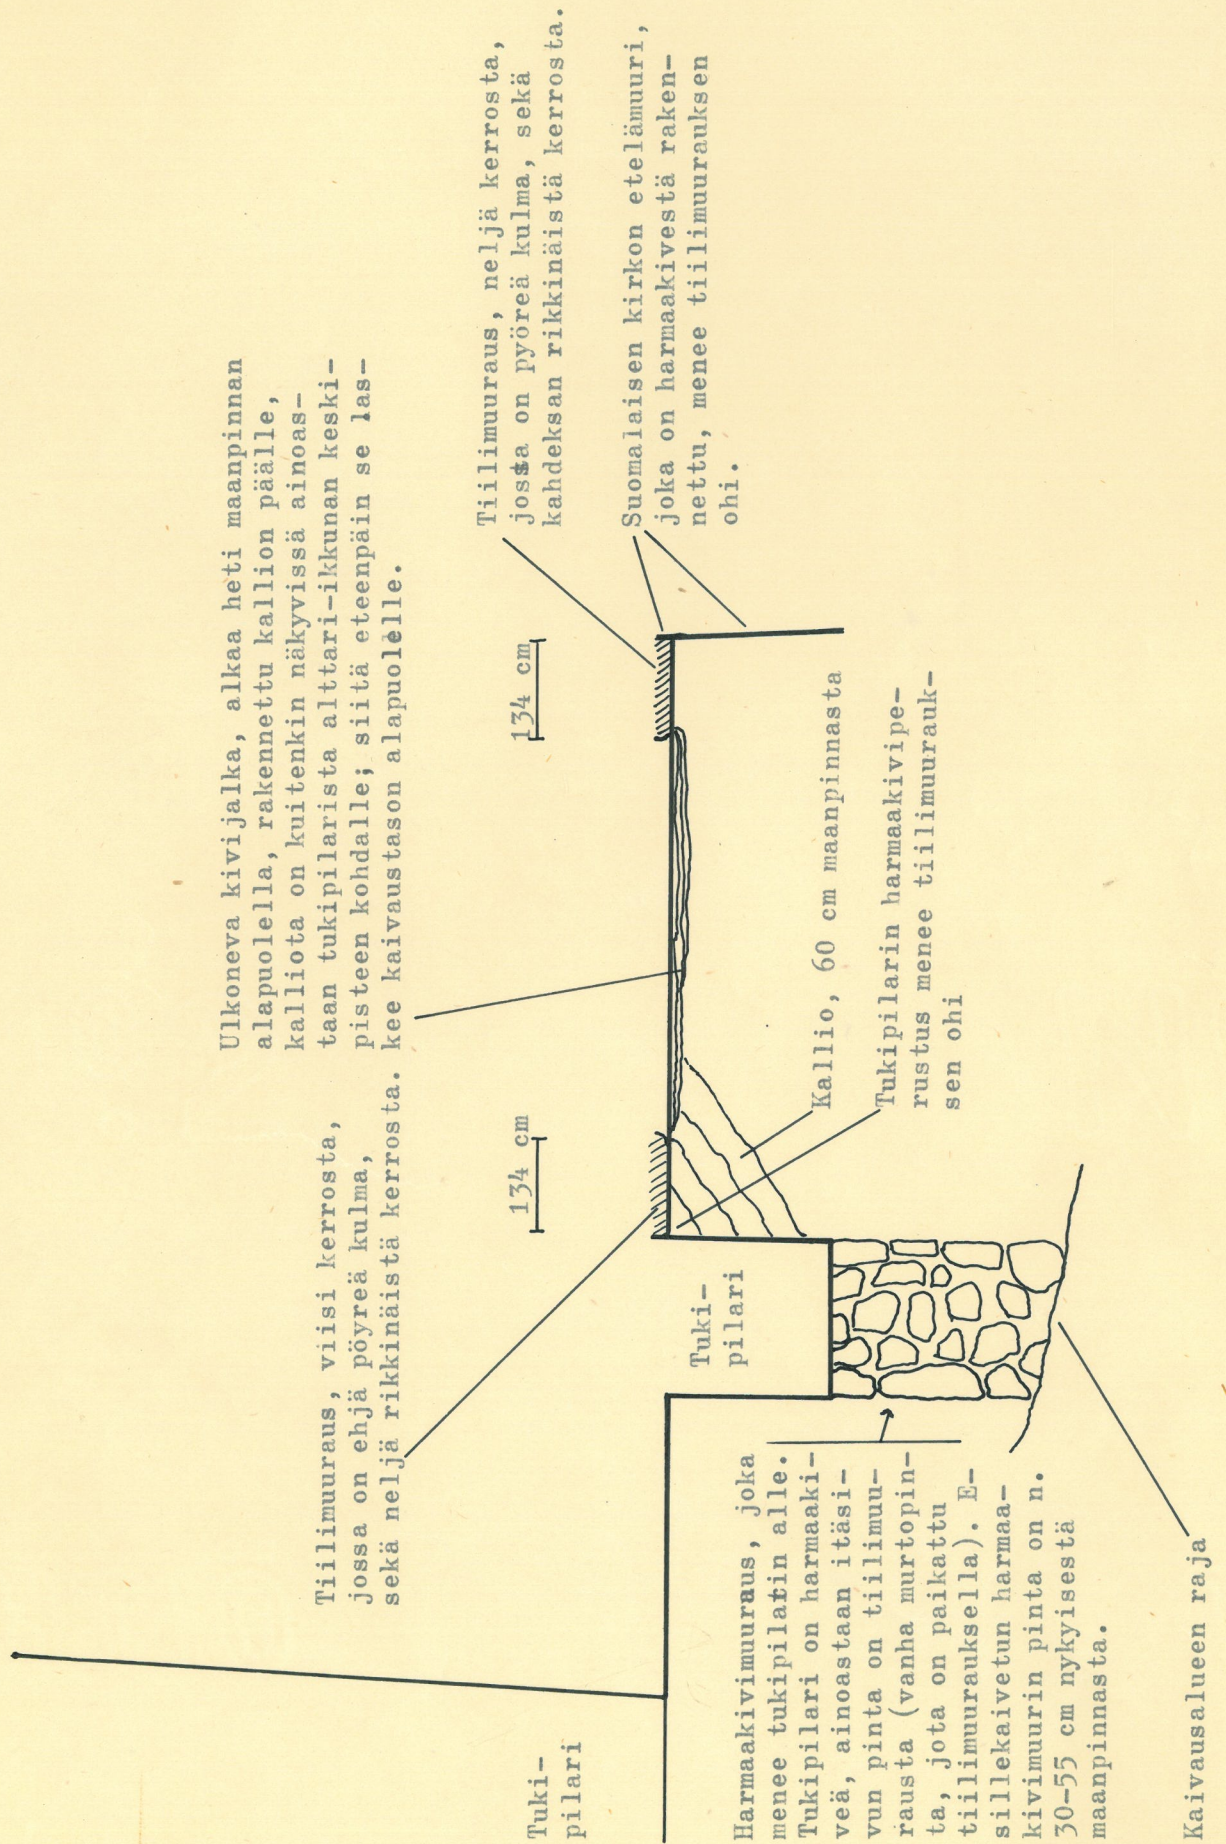 Ulkoneva kivijalka, alkaa heti maanpinnan
alapuolella, rakennettu kallion päälle,
kalliota on kuitenkin näkyvissä ainoas-
taan tukipilarista alttari-ikkunan keski-
pisteen kohdalle; siitä eteenpäin se las-
kee kaivaustason alapuolelle.
Tiilimuuraus, viisi kerrosta,
jossa on ehjä pöyreä kulma,
sekä neljä rikkinäistä kerrosta.
Tiilimuuraus, neljä kerrosta,
jossa on pyöreä kulma, sekä
kahdeksan rikkinäistä kerrosta.
134 cm
134 cm
Tuki-
pilari
Suomalaisen kirkon etelämuuri,
joka on harmaakivestä raken-
nettu, menee tiilimuurauksen
ohi.
Tuki-
pilari
Harmaakivimuuraus, joka
menee tukipilarin alle.
Tukipilari on harmaaki-
veä, ainoastaan itäsi-
vun pinta on tiilimuu-
rausta (vanha murtopin-
ta, jota on paikattu
tiilimuurauksella). E-
sillekaivetun harmaa-
kivimuurin pinta on n.
30-55 cm nykyisestä
maanpinnasta.
Kallio, 60 cm maanpinnasta
Tukipilarin harmaakivipe-
rustus menee tiilimuurauk-
sen ohi
Kaivausalueen raja